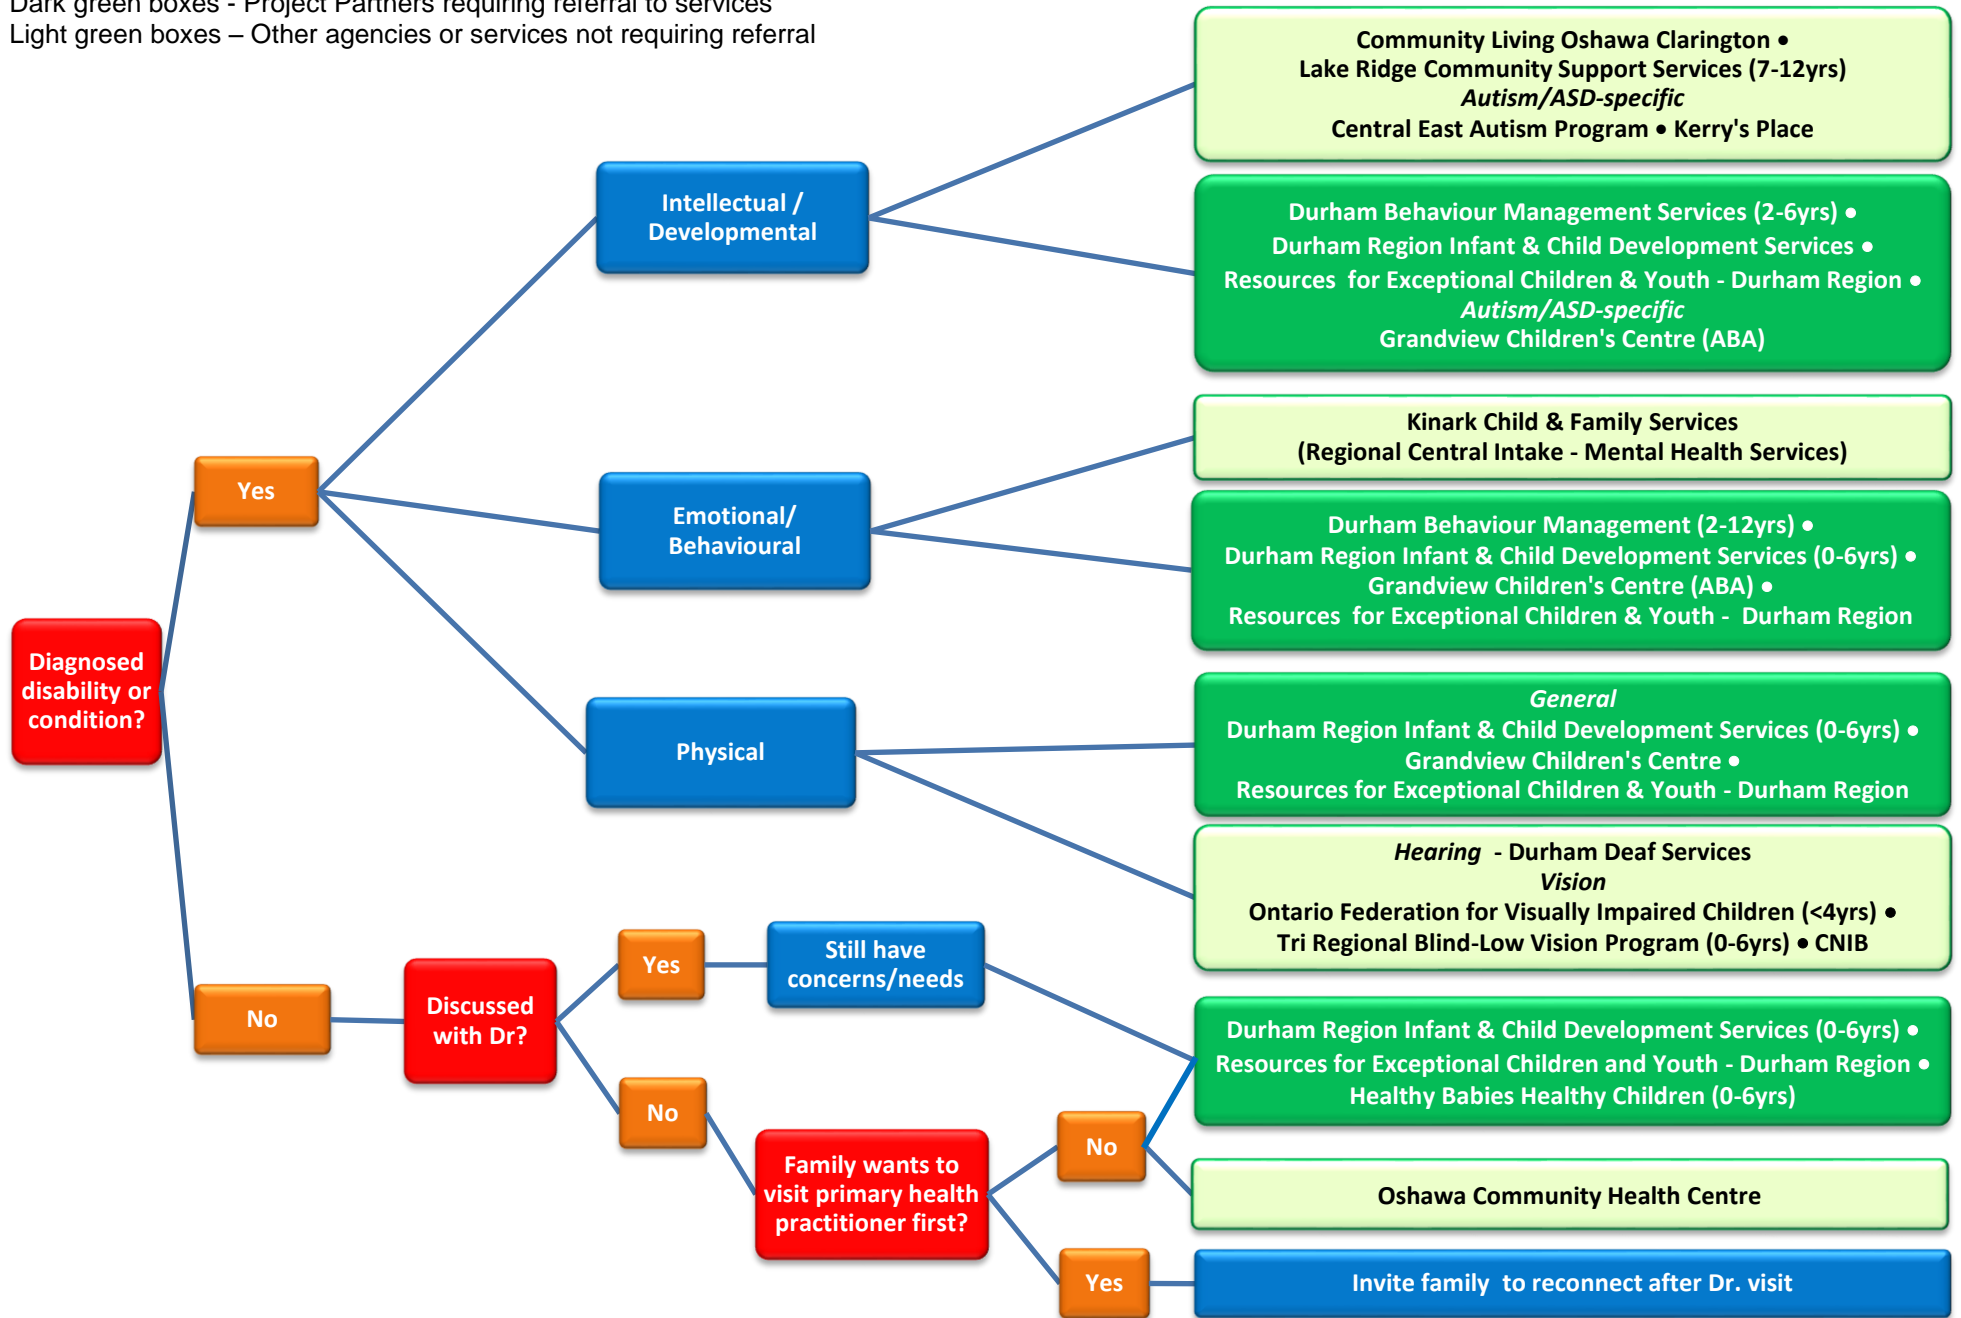 Dark green boxes - Project Partners requiring referral to services
Light green boxes – Other agencies or services not requiring referral
Community Living Oshawa Clarington •
Lake Ridge Community Support Services (7-12yrs)
Autism/ASD-specific
Central East Autism Program • Kerry's Place
Intellectual /
Developmental
Durham Behaviour Management Services (2-6yrs) •
Durham Region Infant & Child Development Services •
Resources for Exceptional Children & Youth - Durham Region •
Autism/ASD-specific
Grandview Children's Centre (ABA)
Kinark Child & Family Services
(Regional Central Intake - Mental Health Services)
Yes
Emotional/
Behavioural
Durham Behaviour Management (2-12yrs) •
Durham Region Infant & Child Development Services (0-6yrs) •
Grandview Children's Centre (ABA) •
Resources for Exceptional Children & Youth - Durham Region
Diagnosed
disability or
condition?
Physical
General
Durham Region Infant & Child Development Services (0-6yrs) •
Grandview Children's Centre •
Resources for Exceptional Children & Youth - Durham Region
Hearing - Durham Deaf Services
Vision
Ontario Federation for Visually Impaired Children (<4yrs) •
Tri Regional Blind-Low Vision Program (0-6yrs) • CNIB
No
Discussed
with Dr?
Yes
Still have
concerns/needs
Durham Region Infant & Child Development Services (0-6yrs) •
Resources for Exceptional Children and Youth - Durham Region •
Healthy Babies Healthy Children (0-6yrs)
No
Family wants to
visit primary health
practitioner first?
No
Oshawa Community Health Centre
Yes
Invite family to reconnect after Dr. visit